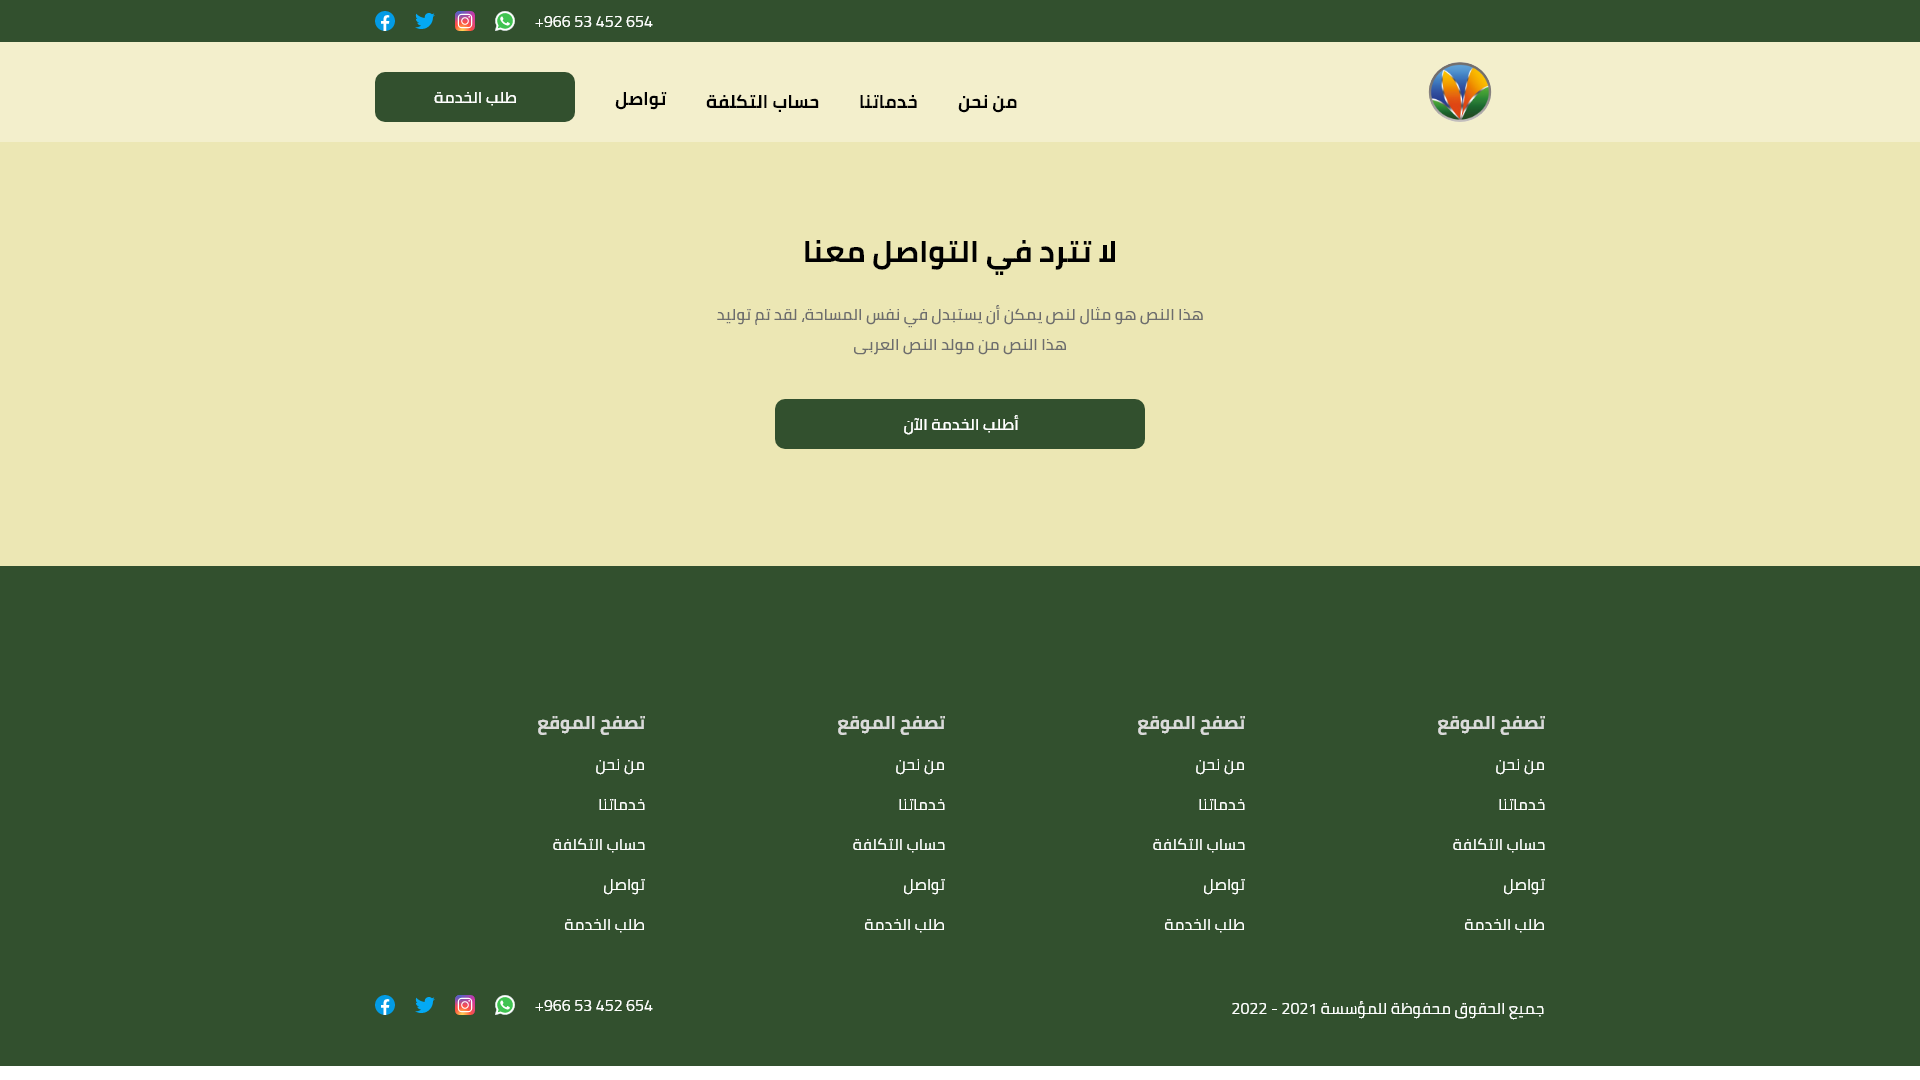 +966 53 452 654
من نحن
خدماتنا
حساب التكلفة
تواصل
طلب الخدمة
لا تترد في التواصل معنا
هذا النص هو مثال لنص يمكن أن يستبدل في نفس المساحة، لقد تم توليد
هذا النص من مولد النص العربى
أطلب الخدمة الآن
تصفح الموقع
من نحن
خدماتنا
حساب التكلفة
تواصل
طلب الخدمة
تصفح الموقع
من نحن
خدماتنا
حساب التكلفة
تواصل
طلب الخدمة
تصفح الموقع
من نحن
خدماتنا
حساب التكلفة
تواصل
طلب الخدمة
تصفح الموقع
من نحن
خدماتنا
حساب التكلفة
تواصل
طلب الخدمة
جميع الحقوق محفوظة للمؤسسة 2021 - 2022
+966 53 452 654